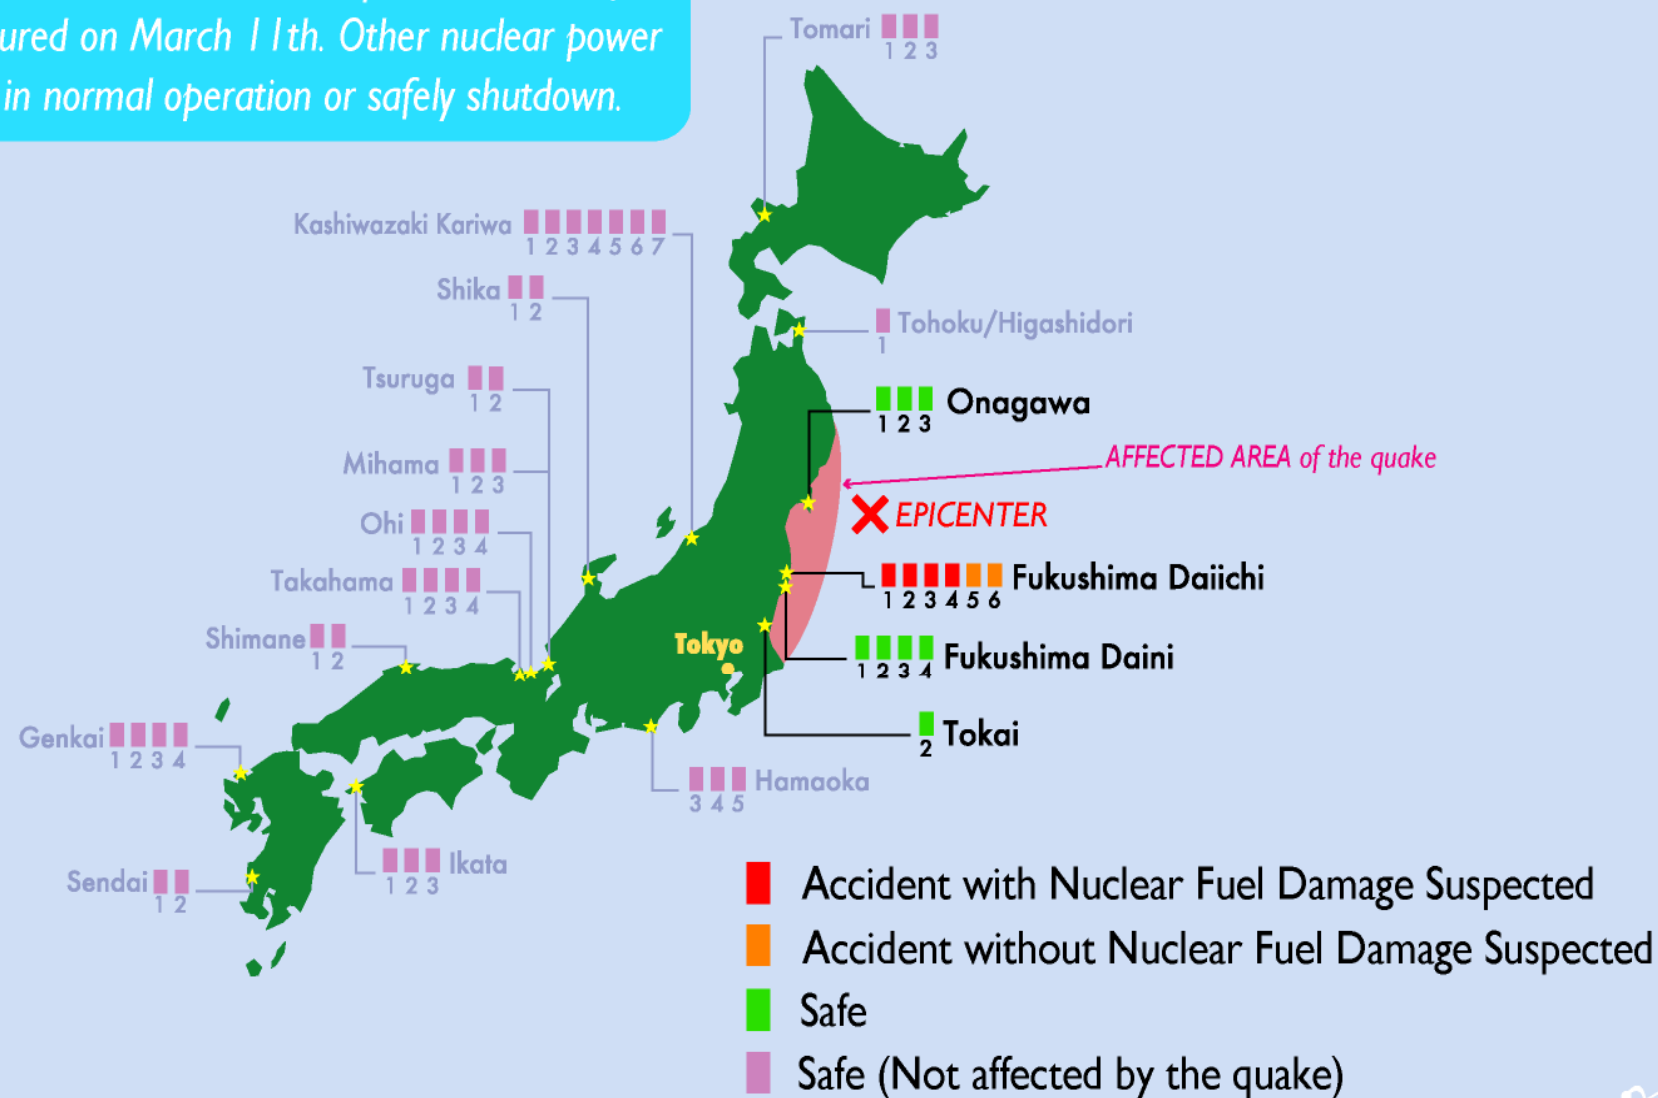 ured on March 11th. Other nuclear power
in normal operation or safely shutdown.
Tomari
1 2 3
Kashiwazaki Kariwa
1 2 3 4 5 6 7
Shika
1 2
Tohoku/Higashidori
1
Tsuruga
1 2
Onagawa
1 2 3
Mihama
1 2 3
AFFECTED AREA of the quake
EPICENTER
Ohi
1 2 3 4
Takahama
1 2 3 4
Fukushima Daiichi
1 2 3 4 5 6
Shimane
1 2
Tokyo
Fukushima Daini
1 2 3 4
Genkai
1 2 3 4
Tokai
2
Hamaoka
3 4 5
Ikata
1 2 3
Sendai
1 2
Accident with Nuclear Fuel Damage Suspected
Accident without Nuclear Fuel Damage Suspected
Safe
Safe (Not affected by the quake)